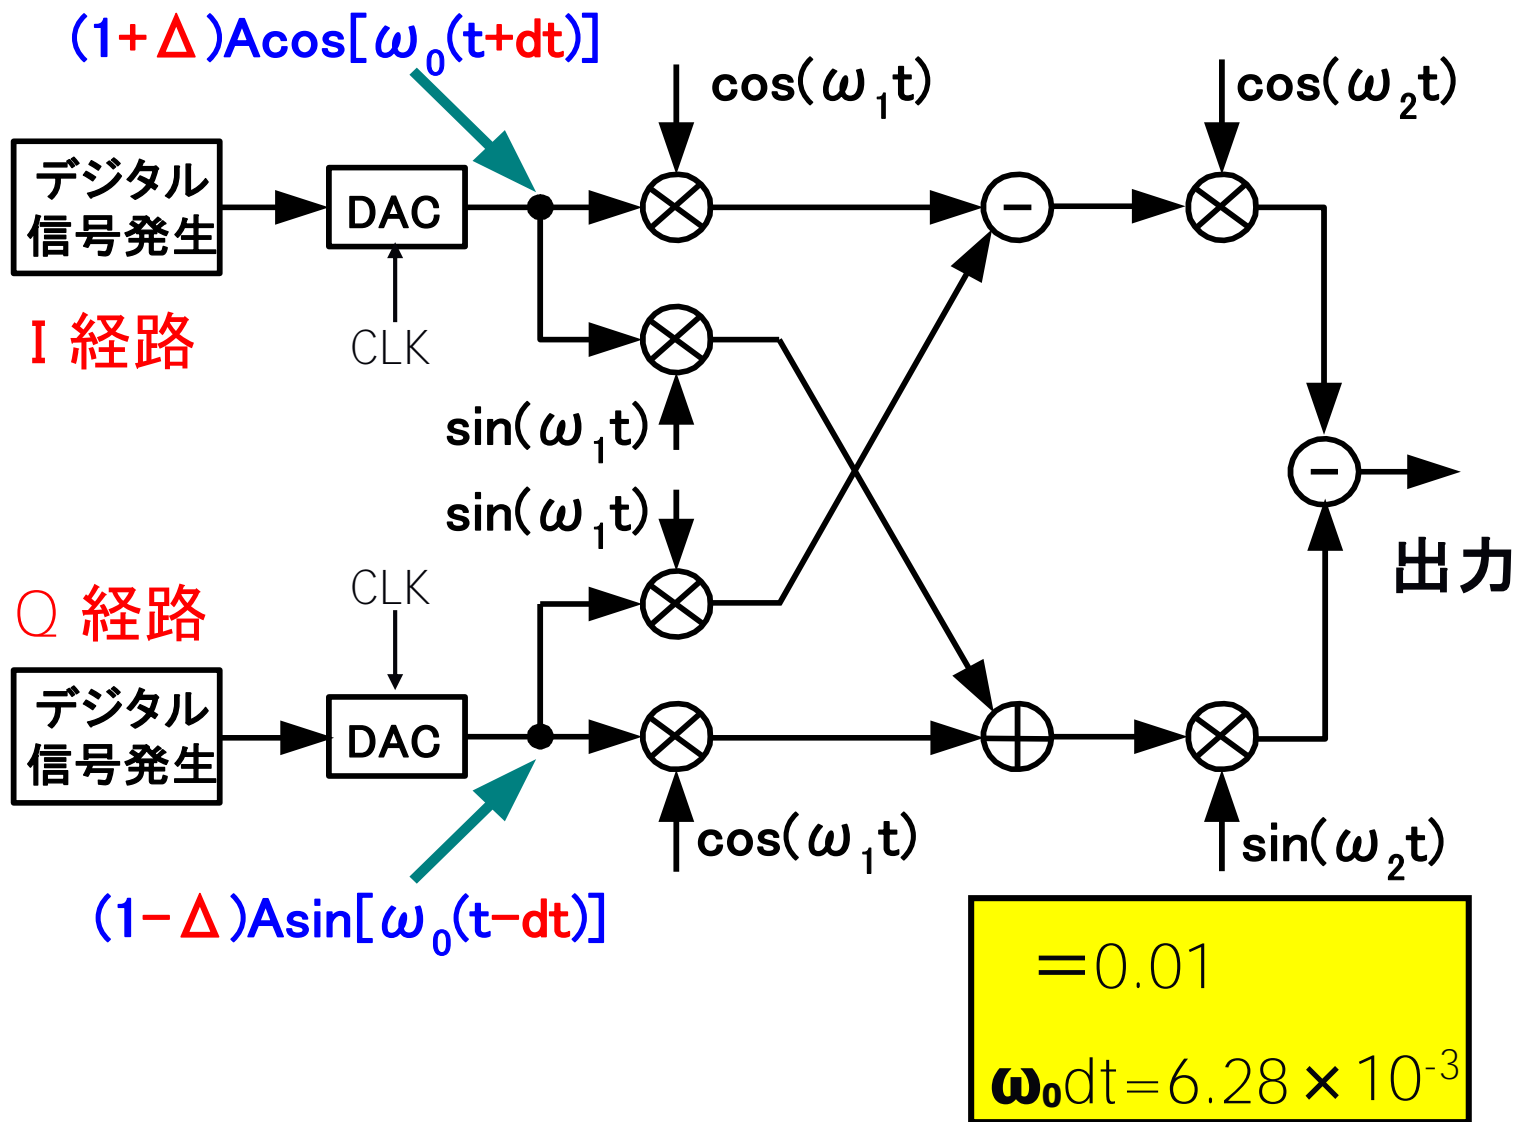 (1+Δ)Acos[ω₀(t+dt)]
cos(ω₁t)
cos(ω₂t)
デジタル
信号発生
DAC
-
I 経路
CLK
sin(ω₁t)
sin(ω₁t)
-
出力
CLK
Q 経路
デジタル
信号発生
DAC
cos(ω₁t)
sin(ω₂t)
(1-Δ)Asin[ω₀(t-dt)]
=0.01
ω₀dt=6.28×10⁻³